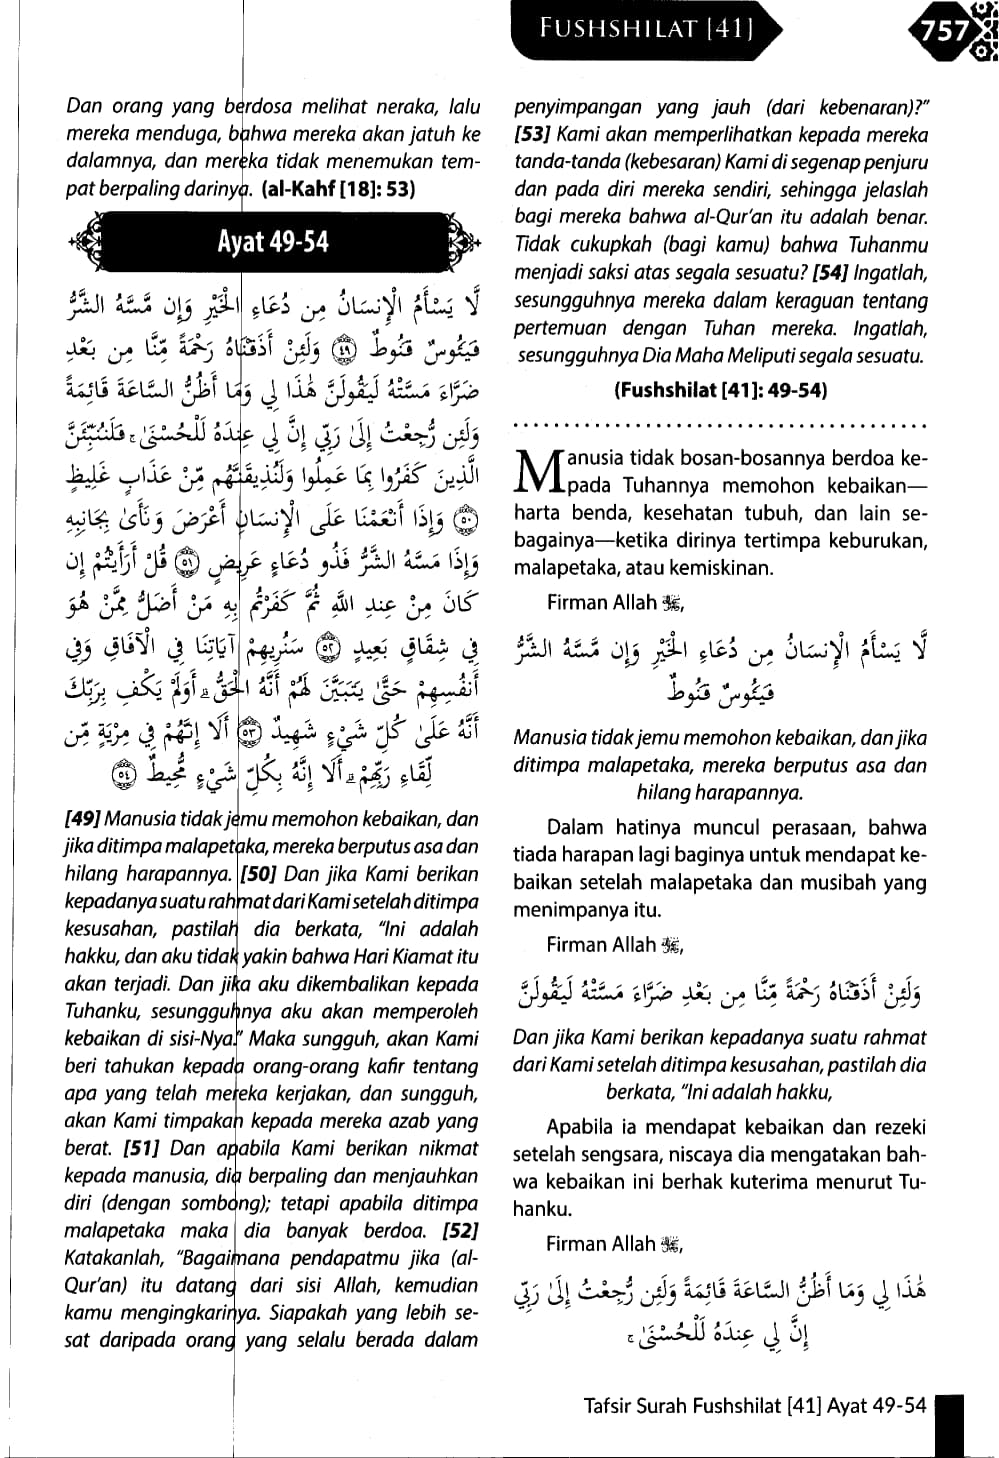 FUSHSHILAT [41]
757
Dan orang yang berdosa melihat neraka, lalu
mereka menduga, bahwa mereka akan jatuh ke
dalamnya, dan mereka tidak menemukan tem-
pat berpaling darinya. (al-Kahf [18]: 53)
Ayat 49-54
لَّا يَسْأَمُ الْإِنسَانُ مِن دُعَاءِ الْخَيْرِ وَإِن مَّسَّهُ الشَّرُّ
فَيَئُوسٌ قَنُوطٌ ﴿٤٩﴾ وَلَئِنْ أَذَقْنَاهُ رَحْمَةً مِّنَّا مِن بَعْدِ
ضَرَّاءَ مَسَّتْهُ لَيَقُولَنَّ هَٰذَا لِي وَمَا أَظُنُّ السَّاعَةَ قَائِمَةً
وَلَئِن رُّجِعْتُ إِلَىٰ رَبِّي إِنَّ لِي عِندَهُ لَلْحُسْنَىٰ ۚ فَلَنُنَبِّئَنَّ
الَّذِينَ كَفَرُوا بِمَا عَمِلُوا وَلَنُذِيقَنَّهُم مِّنْ عَذَابٍ غَلِيظٍ
﴿٥٠﴾ وَإِذَا أَنْعَمْنَا عَلَى الْإِنسَانِ أَعْرَضَ وَنَأَىٰ بِجَانِبِهِ
وَإِذَا مَسَّهُ الشَّرُّ فَذُو دُعَاءٍ عَرِيضٍ ﴿٥١﴾ قُلْ أَرَأَيْتُمْ إِن
كَانَ مِنْ عِندِ اللَّهِ ثُمَّ كَفَرْتُم بِهِ مَنْ أَضَلُّ مِمَّنْ هُوَ
فِي شِقَاقٍ بَعِيدٍ ﴿٥٢﴾ سَنُرِيهِمْ آيَاتِنَا فِي الْآفَاقِ وَفِي
أَنفُسِهِمْ حَتَّىٰ يَتَبَيَّنَ لَهُمْ أَنَّهُ الْحَقُّ ۗ أَوَلَمْ يَكْفِ بِرَبِّكَ
أَنَّهُ عَلَىٰ كُلِّ شَيْءٍ شَهِيدٌ ﴿٥٣﴾ أَلَا إِنَّهُمْ فِي مِرْيَةٍ مِّن
لِّقَاءِ رَبِّهِمْ ۗ أَلَا إِنَّهُ بِكُلِّ شَيْءٍ مُّحِيطٌ ﴿٥٤﴾
[49] Manusia tidak jemu memohon kebaikan, dan
jika ditimpa malapetaka, mereka berputus asa dan
hilang harapannya. [50] Dan jika Kami berikan
kepadanya suatu rahmat dari Kami setelah ditimpa
kesusahan, pastilah dia berkata, “Ini adalah
hakku, dan aku tidak yakin bahwa Hari Kiamat itu
akan terjadi. Dan jika aku dikembalikan kepada
Tuhanku, sesungguhnya aku akan memperoleh
kebaikan di sisi-Nya.” Maka sungguh, akan Kami
beri tahukan kepada orang-orang kafir tentang
apa yang telah mereka kerjakan, dan sungguh,
akan Kami timpakan kepada mereka azab yang
berat. [51] Dan apabila Kami berikan nikmat
kepada manusia, dia berpaling dan menjauhkan
diri (dengan sombong); tetapi apabila ditimpa
malapetaka maka dia banyak berdoa. [52]
Katakanlah, “Bagaimana pendapatmu jika (al-
Qur’an) itu datang dari sisi Allah, kemudian
kamu mengingkarinya. Siapakah yang lebih se-
sat daripada orang yang selalu berada dalam
penyimpangan yang jauh (dari kebenaran)?”
[53] Kami akan memperlihatkan kepada mereka
tanda-tanda (kebesaran) Kami di segenap penjuru
dan pada diri mereka sendiri, sehingga jelaslah
bagi mereka bahwa al-Qur’an itu adalah benar.
Tidak cukupkah (bagi kamu) bahwa Tuhanmu
menjadi saksi atas segala sesuatu? [54] Ingatlah,
sesungguhnya mereka dalam keraguan tentang
pertemuan dengan Tuhan mereka. Ingatlah,
sesungguhnya Dia Maha Meliputi segala sesuatu.
(Fushshilat [41]: 49-54)
Manusia tidak bosan-bosannya berdoa ke-
pada Tuhannya memohon kebaikan—
harta benda, kesehatan tubuh, dan lain se-
bagainya—ketika dirinya tertimpa keburukan,
malapetaka, atau kemiskinan.
Firman Allah ﷻ,
لَّا يَسْأَمُ الْإِنسَانُ مِن دُعَاءِ الْخَيْرِ وَإِن مَّسَّهُ الشَّرُّ
فَيَئُوسٌ قَنُوطٌ
Manusia tidak jemu memohon kebaikan, dan jika
ditimpa malapetaka, mereka berputus asa dan
hilang harapannya.
Dalam hatinya muncul perasaan, bahwa
tiada harapan lagi baginya untuk mendapat ke-
baikan setelah malapetaka dan musibah yang
menimpanya itu.
Firman Allah ﷻ,
وَلَئِنْ أَذَقْنَاهُ رَحْمَةً مِّنَّا مِن بَعْدِ ضَرَّاءَ مَسَّتْهُ لَيَقُولَنَّ
Dan jika Kami berikan kepadanya suatu rahmat
dari Kami setelah ditimpa kesusahan, pastilah dia
berkata, “Ini adalah hakku,
Apabila ia mendapat kebaikan dan rezeki
setelah sengsara, niscaya dia mengatakan bah-
wa kebaikan ini berhak kuterima menurut Tu-
hanku.
Firman Allah ﷻ,
هَٰذَا لِي وَمَا أَظُنُّ السَّاعَةَ قَائِمَةً وَلَئِن رُّجِعْتُ إِلَىٰ رَبِّي
إِنَّ لِي عِندَهُ لَلْحُسْنَىٰ ۚ
Tafsir Surah Fushshilat [41] Ayat 49-54